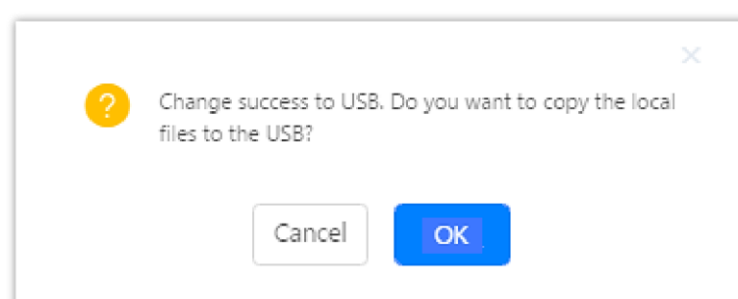 ?
Change success to USB. Do you want to copy the local
files to the USB?
Cancel
OK